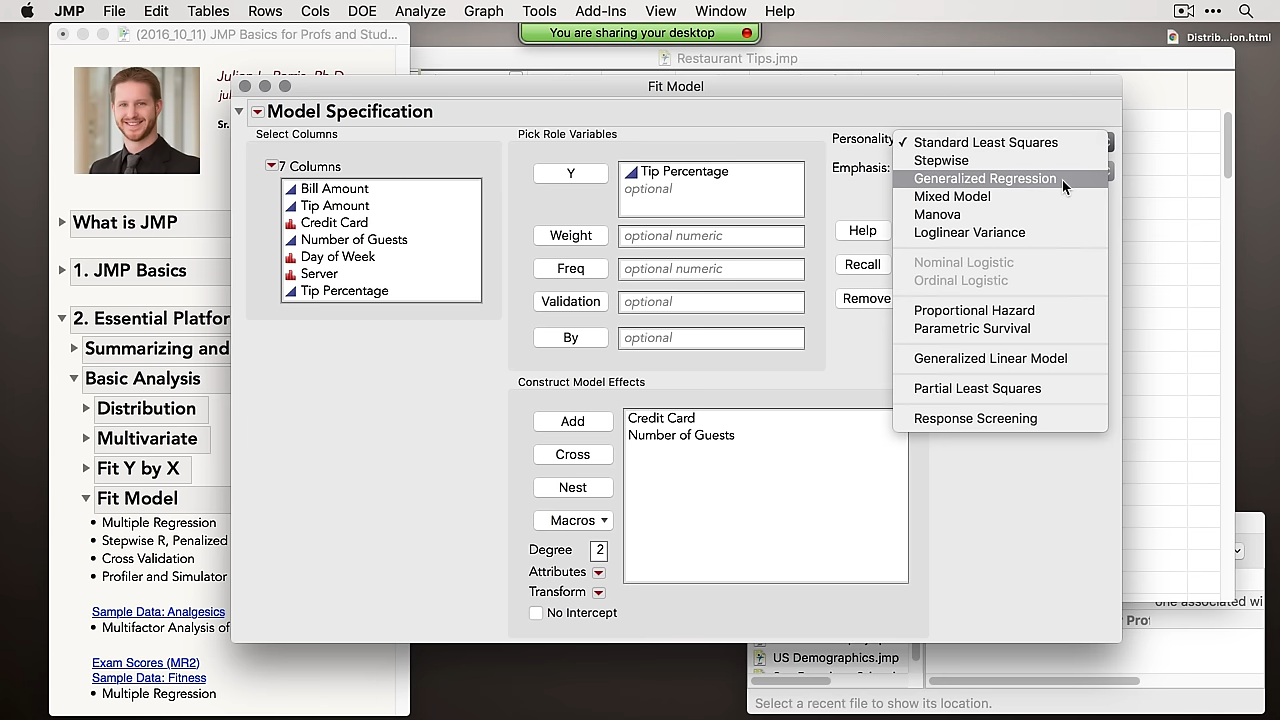 JMP File Edit Tables Rows Cols DOE Analyze Graph Tools Add-Ins View Window Help
You are sharing your desktop
(2016_10_11) JMP Basics for Profs and Stud...
Distrib...ion.html
Restaurant Tips.jmp
Fit Model
Model Specification
Select Columns
7 Columns
Bill Amount
Tip Amount
Credit Card
Number of Guests
Day of Week
Server
Tip Percentage
Pick Role Variables
Y
Tip Percentage
optional
Weight
optional numeric
Freq
optional numeric
Validation
optional
By
optional
Personality
Emphasis:
Help
Recall
Remove
Standard Least Squares
Stepwise
Generalized Regression
Mixed Model
Manova
Loglinear Variance
Nominal Logistic
Ordinal Logistic
Proportional Hazard
Parametric Survival
Generalized Linear Model
Partial Least Squares
Response Screening
Construct Model Effects
Add
Cross
Nest
Macros
Degree 2
Attributes
Transform
No Intercept
Credit Card
Number of Guests
What is JMP
1. JMP Basics
2. Essential Platfor
Summarizing and
Basic Analysis
Distribution
Multivariate
Fit Y by X
Fit Model
• Multiple Regression
• Stepwise R, Penalized
• Cross Validation
• Profiler and Simulator
Sample Data: Analgesics
• Multifactor Analysis of
Exam Scores (MR2)
Sample Data: Fitness
• Multiple Regression
US Demographics.jmp
Select a recent file to show its location.